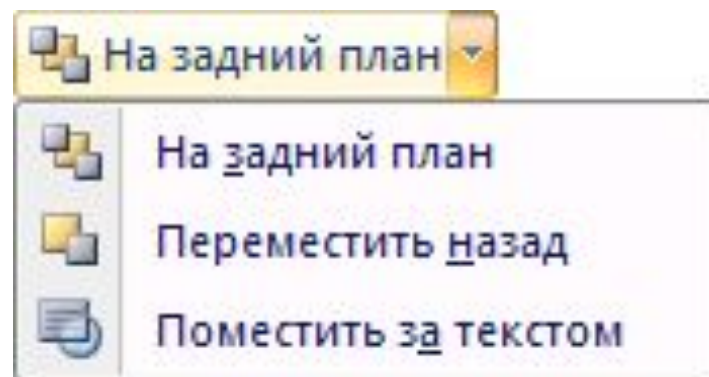 На задний план
На задний план
Переместить назад
Поместить за текстом